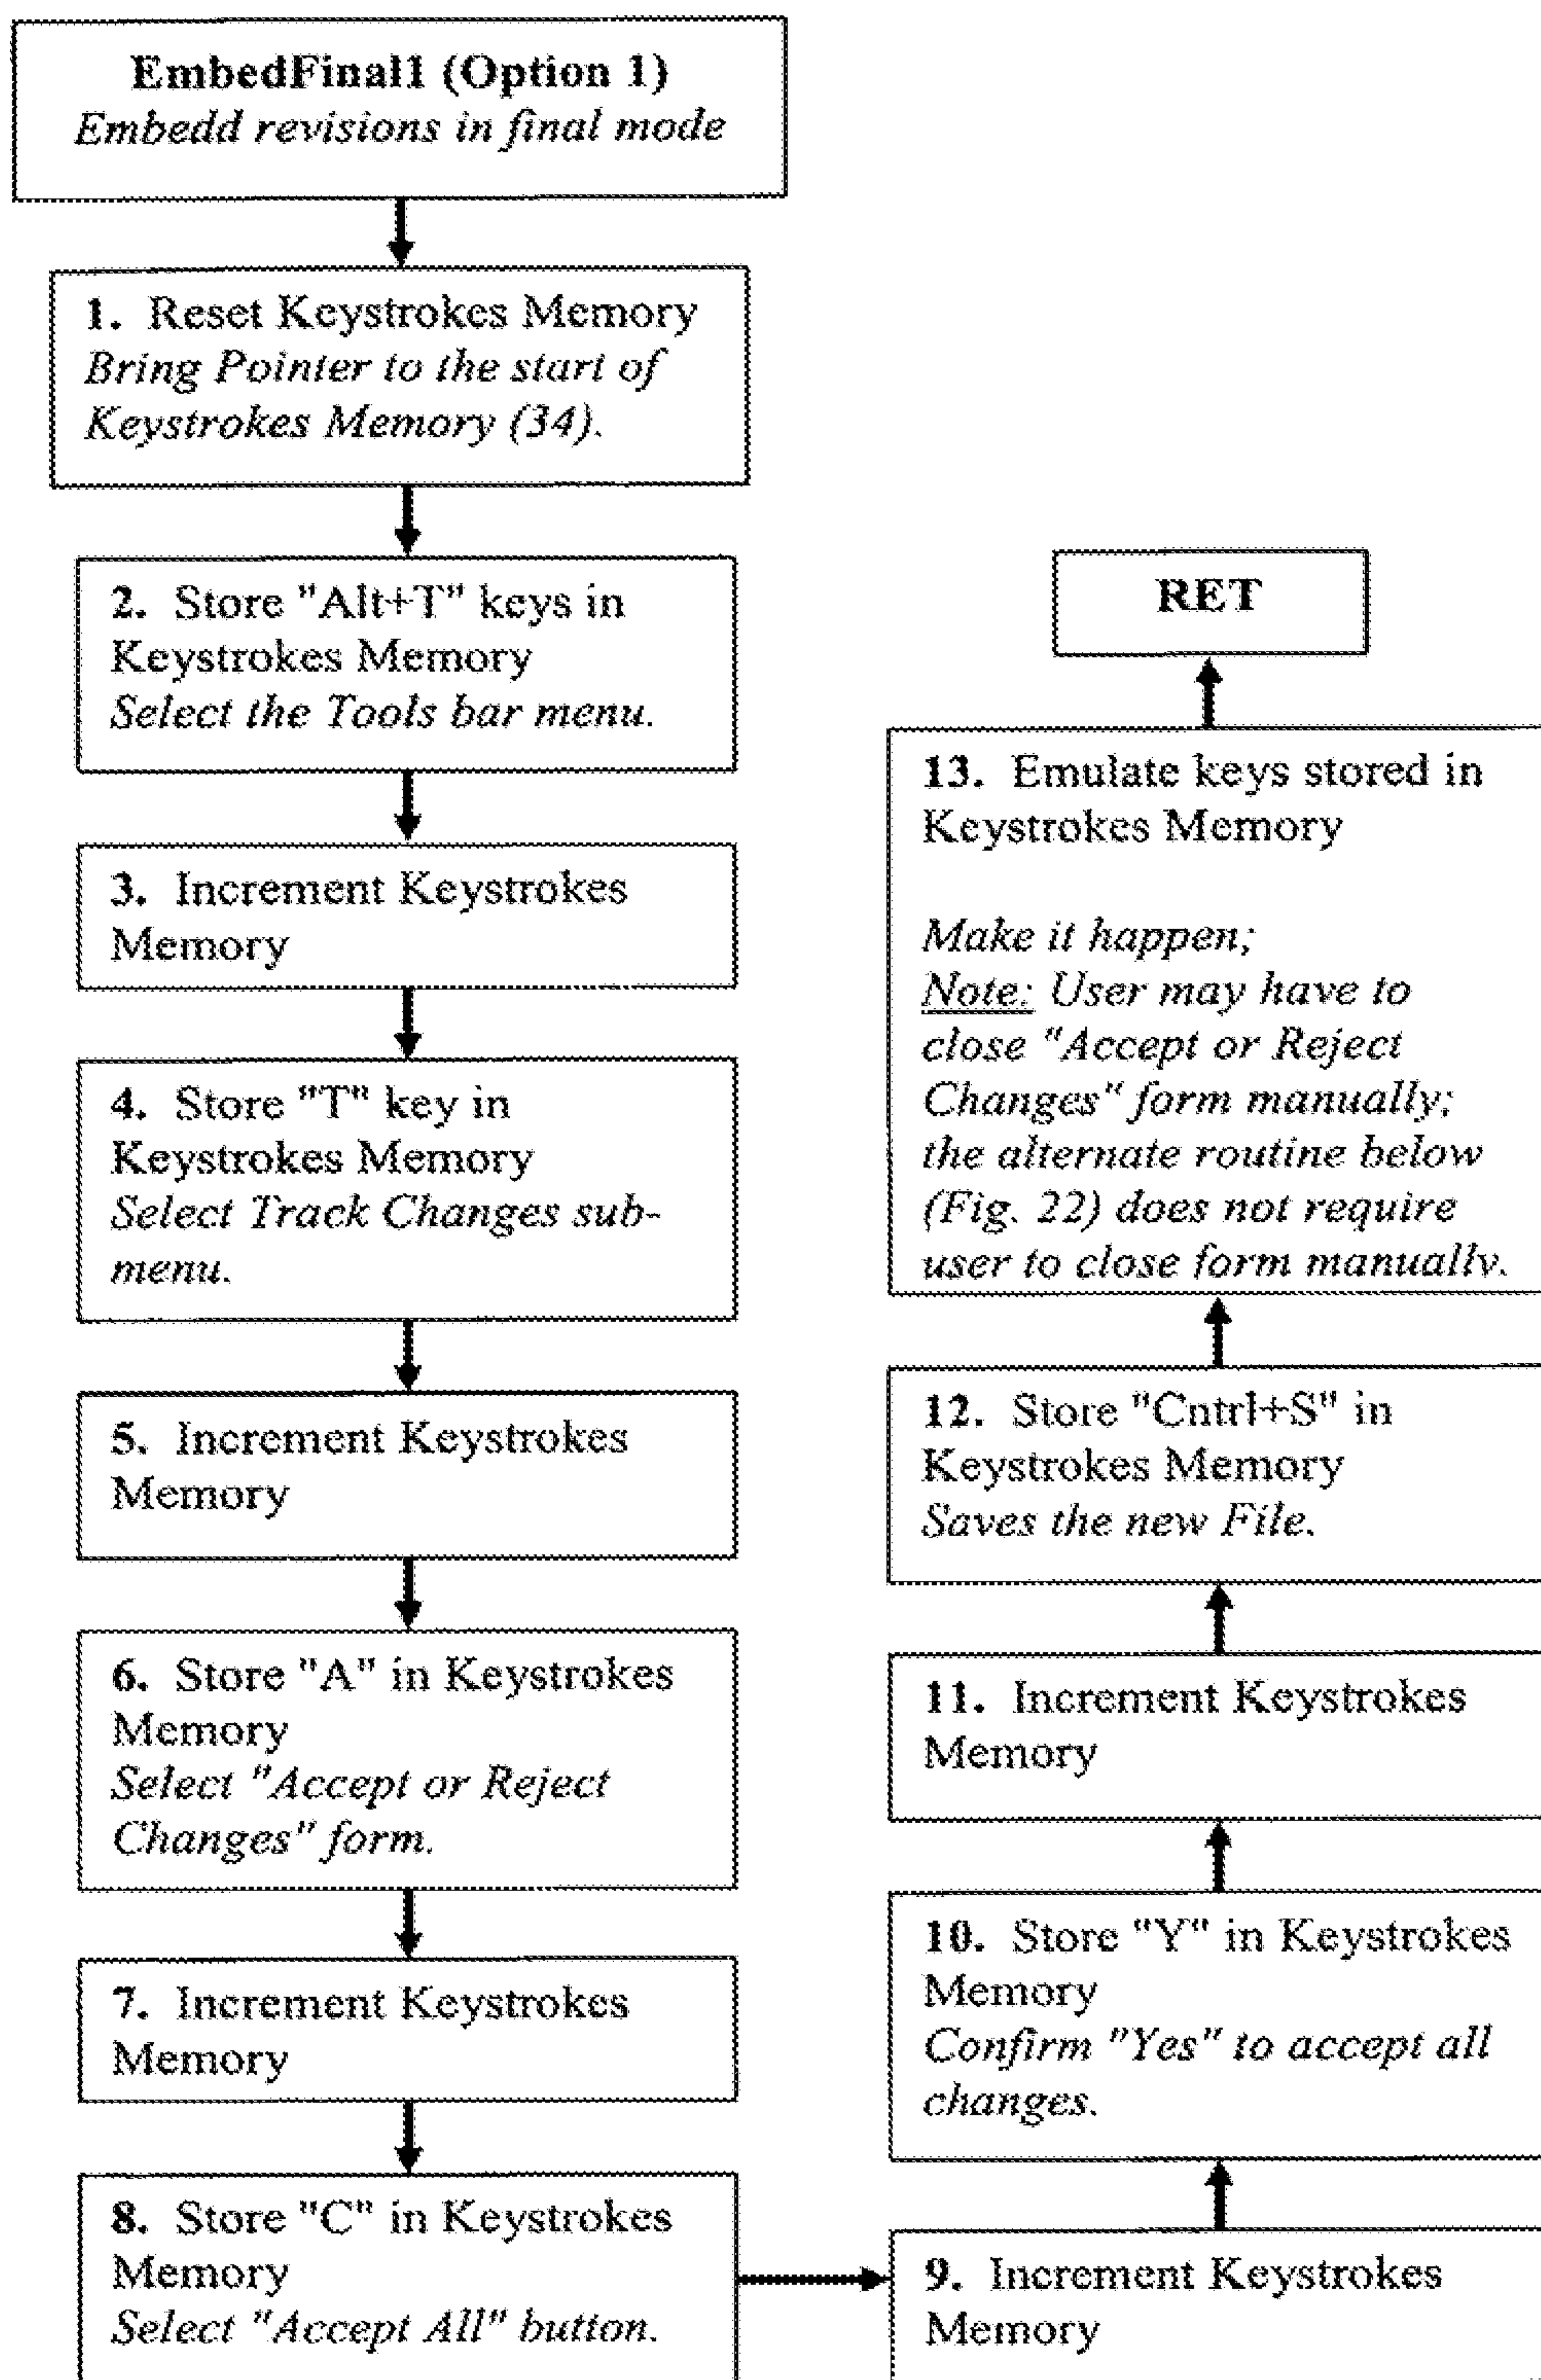 EmbedFinal1 (Option 1)
Embedd revisions in final mode
1. Reset Keystrokes Memory
Bring Pointer to the start of
Keystrokes Memory (34).
2. Store "Alt+T" keys in
Keystrokes Memory
Select the Tools bar menu.
3. Increment Keystrokes
Memory
4. Store "T" key in
Keystrokes Memory
Select Track Changes sub-
menu.
5. Increment Keystrokes
Memory
6. Store "A" in Keystrokes
Memory
Select "Accept or Reject
Changes" form.
7. Increment Keystrokes
Memory
8. Store "C" in Keystrokes
Memory
Select "Accept All" button.
9. Increment Keystrokes
Memory
10. Store "Y" in Keystrokes
Memory
Confirm "Yes" to accept all
changes.
11. Increment Keystrokes
Memory
12. Store "Cntrl+S" in
Keystrokes Memory
Saves the new File.
13. Emulate keys stored in
Keystrokes Memory
Make it happen;
Note: User may have to
close "Accept or Reject
Changes" form manually;
the alternate routine below
(Fig. 22) does not require
user to close form manually.
RET